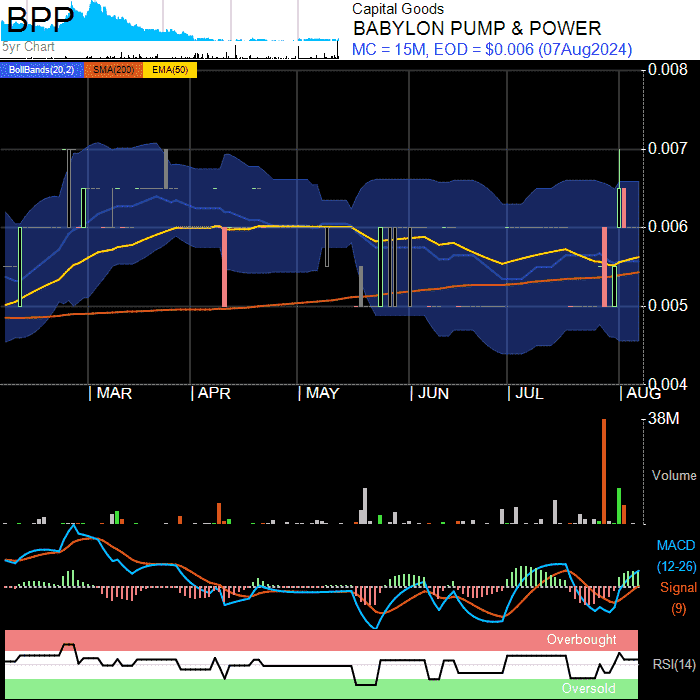 BPP
5yr Chart
Capital Goods
BABYLON PUMP & POWER
MC = 15M, EOD = $0.006 (07Aug2024)
BollBands(20,2) SMA(200) EMA(50)
0.008
0.007
0.006
0.005
0.004
MAR APR MAY JUN JUL AUG
38M
Volume
MACD
(12-26)
Signal
(9)
Overbought
RSI(14)
Oversold